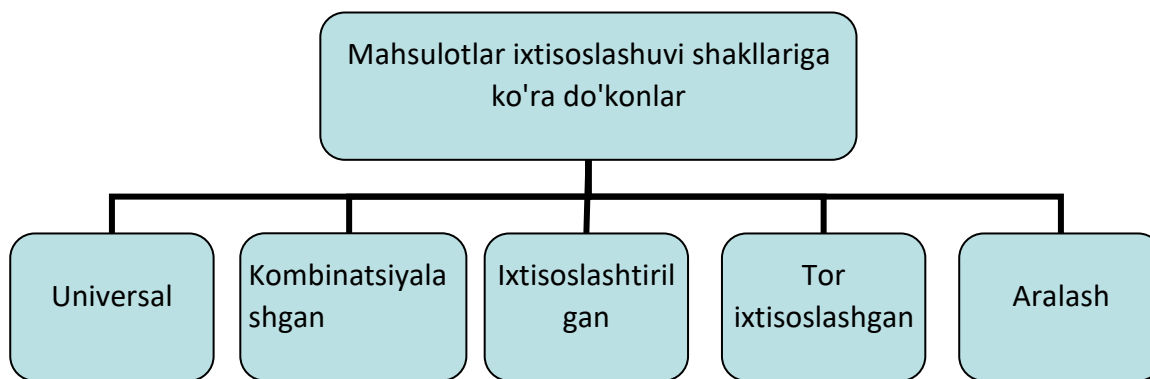 Mahsulotlar ixtisoslashuvi shakllariga
ko'ra do'konlar
Universal
Kombinatsiyala
shgan
Ixtisoslashtiril
gan
Tor
ixtisoslashgan
Aralash